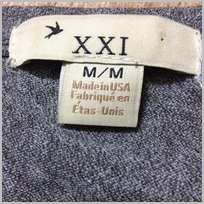 XXI
M/M
Made in USA
Fabriqué en
États-Unis